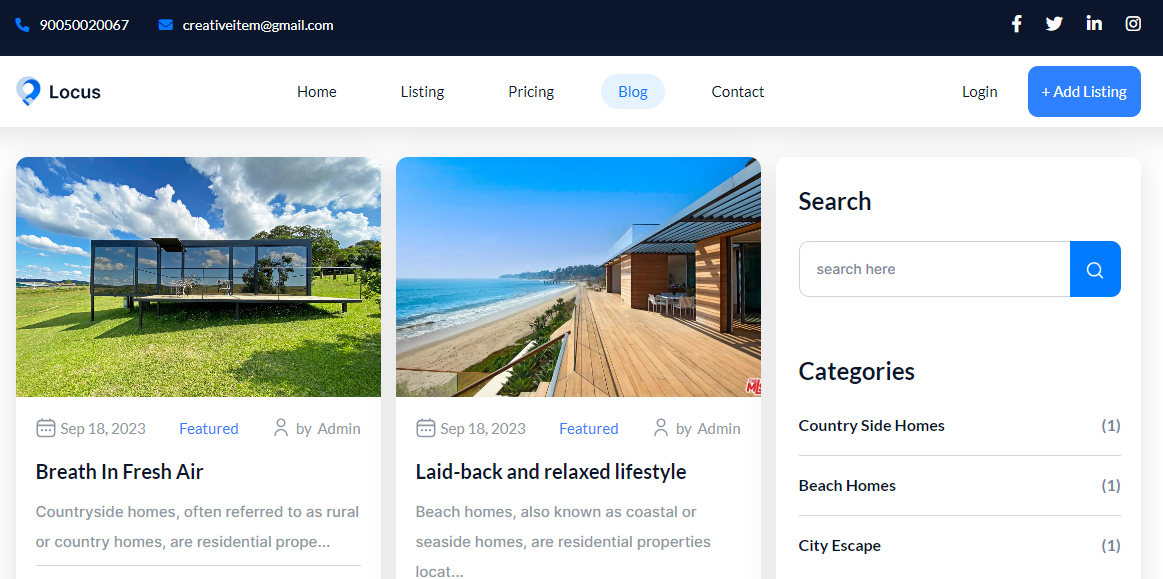 90050020067 creativeitem@gmail.com
Locus Home Listing Pricing Blog Contact Login + Add Listing
Sep 18, 2023 Featured by Admin
Breath In Fresh Air
Countryside homes, often referred to as rural
or country homes, are residential prope...
Sep 18, 2023 Featured by Admin
Laid-back and relaxed lifestyle
Beach homes, also known as coastal or
seaside homes, are residential properties
locat...
Search
search here
Categories
Country Side Homes (1)
Beach Homes (1)
City Escape (1)